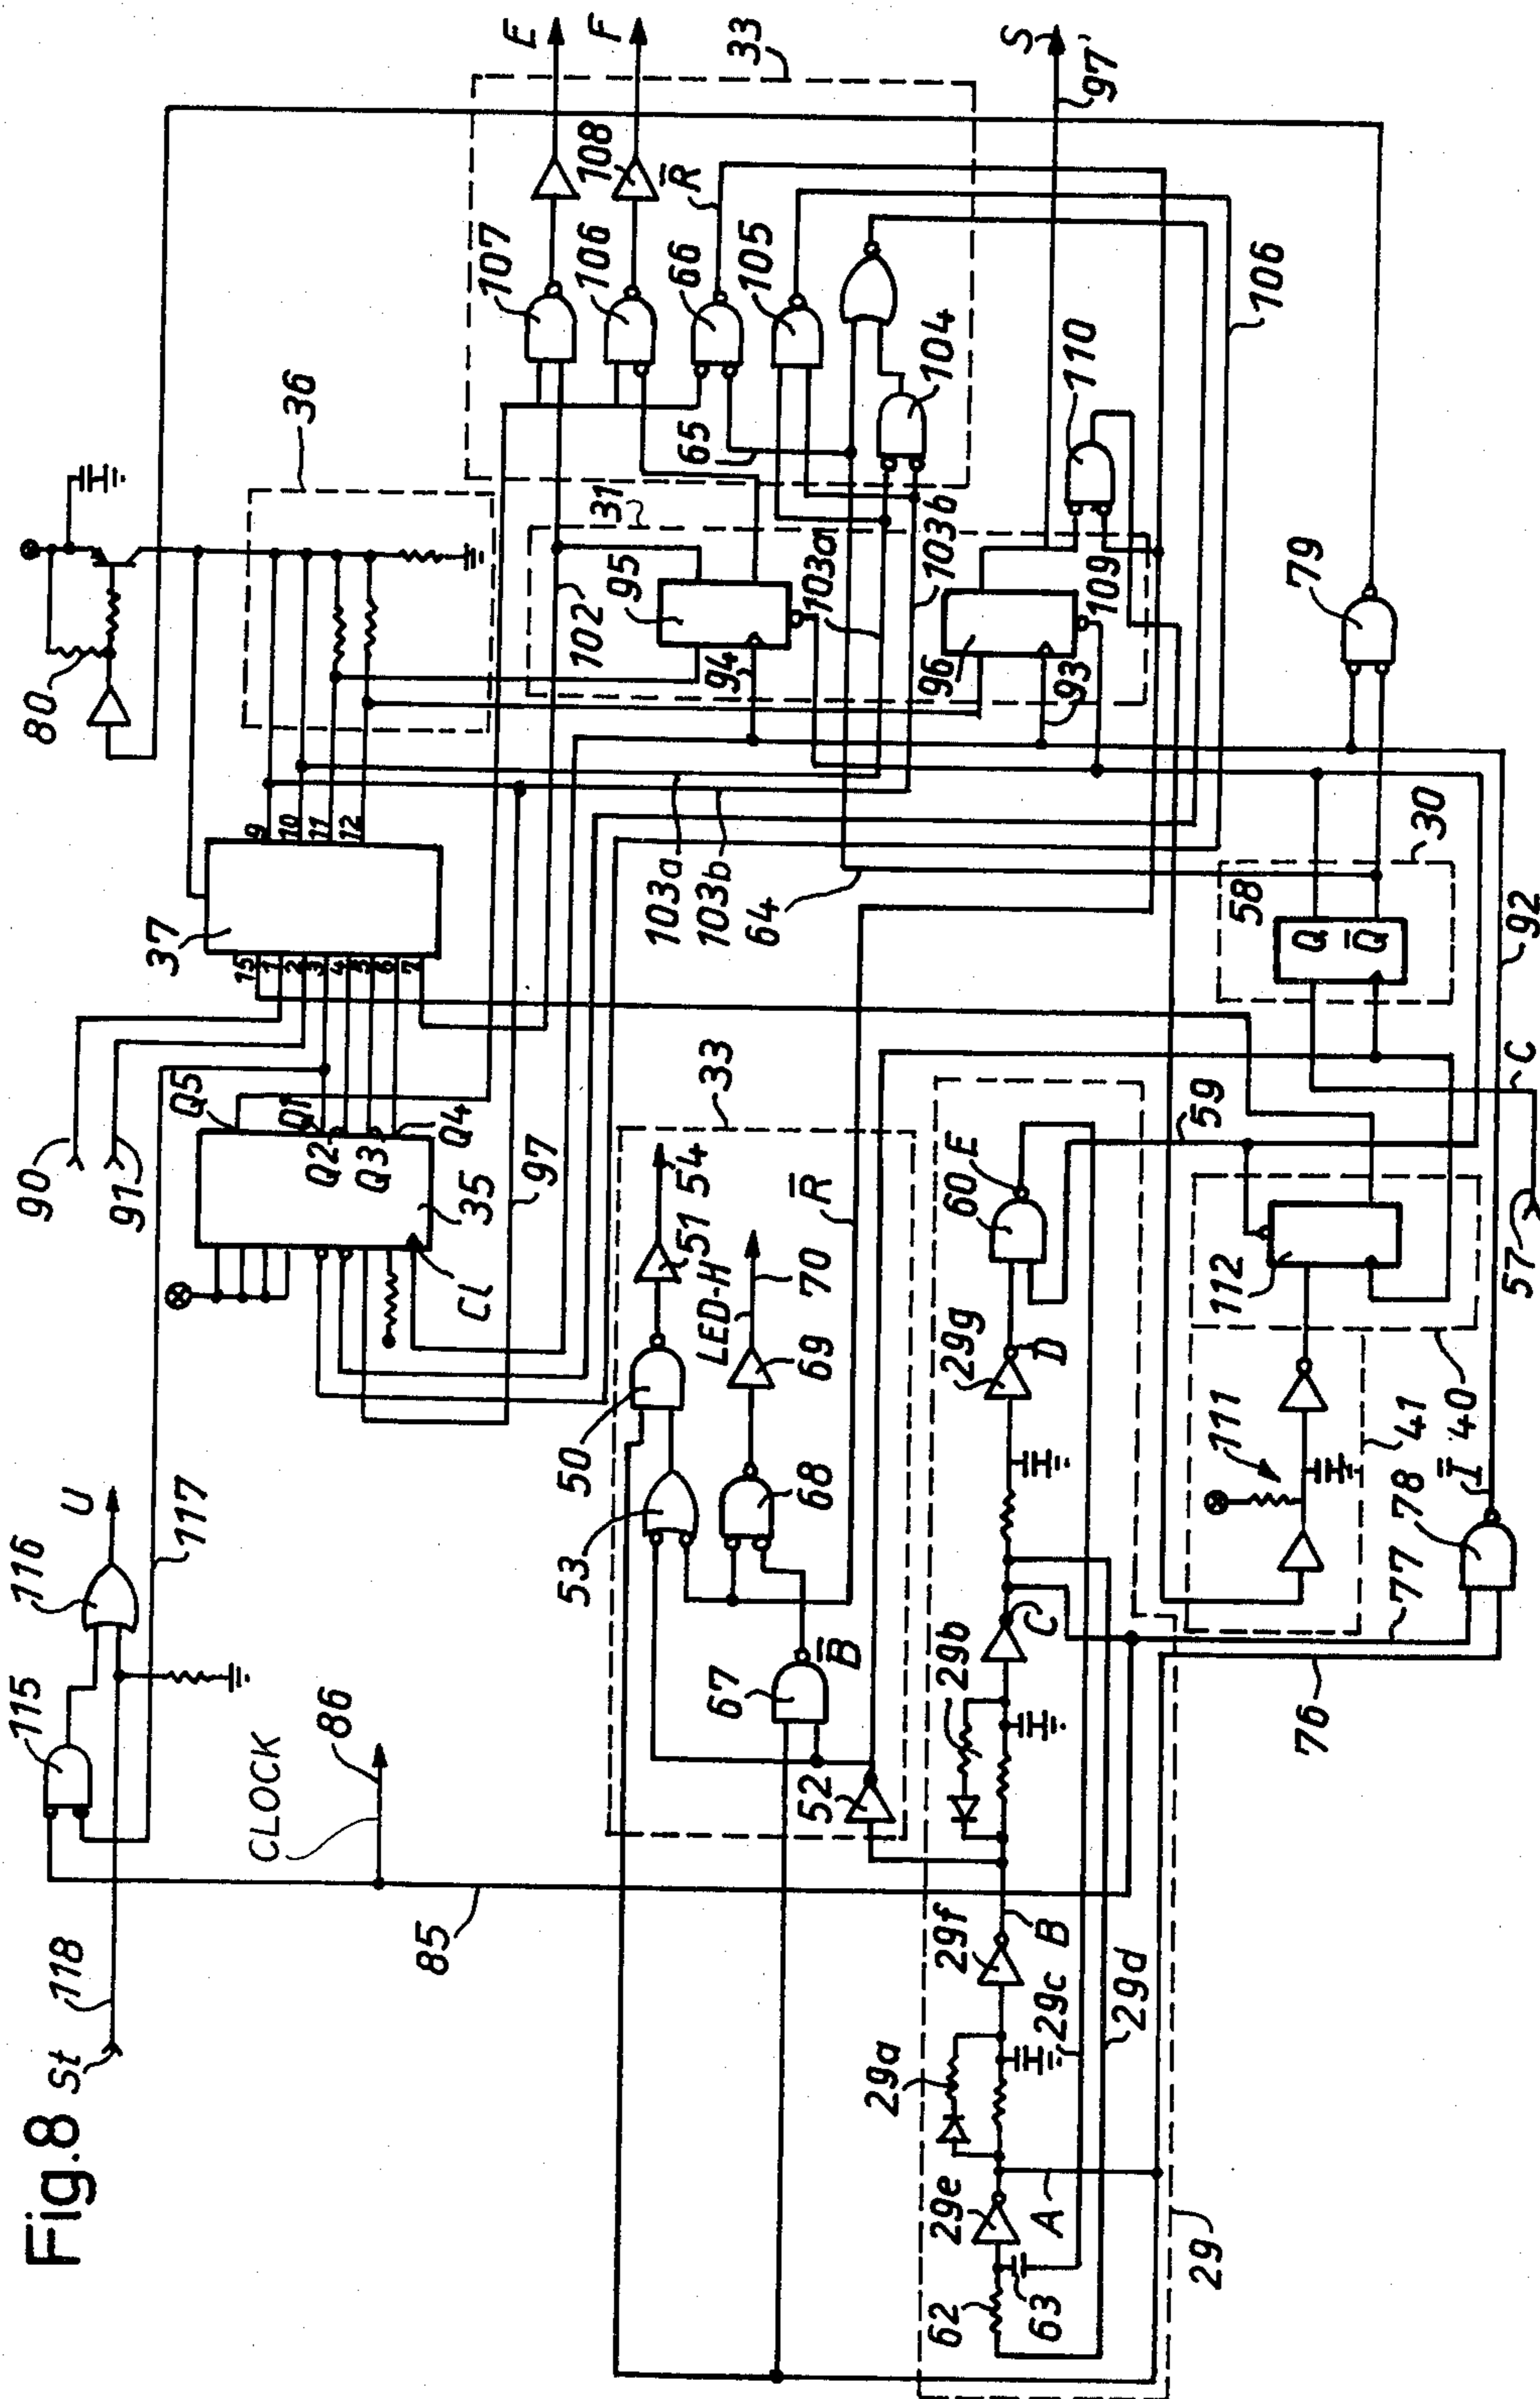 Fig.8
St
118
115
116
U
117
CLOCK
86
85
90
91
Q5
Q1
Q2
Q3
Q4
35
CL
97
37
15
1
2
3
4
5
6
7
9
10
11
12
80
36
E
F
33
107
108
106
R̅
66
105
65
104
31
102
95
94
103a
103b
96
93
109
110
S
97
106
79
103a
103b
64
30
58
Q
Q̅
92
C
57
33
54
51
50
53
LED-H
70
69
68
R̅
67
B̅
52
59
60
E
29g
D
29b
C
29f
B
29a
29c
29d
29e
A
62
63
29
112
111
41
40
I̅
78
77
76